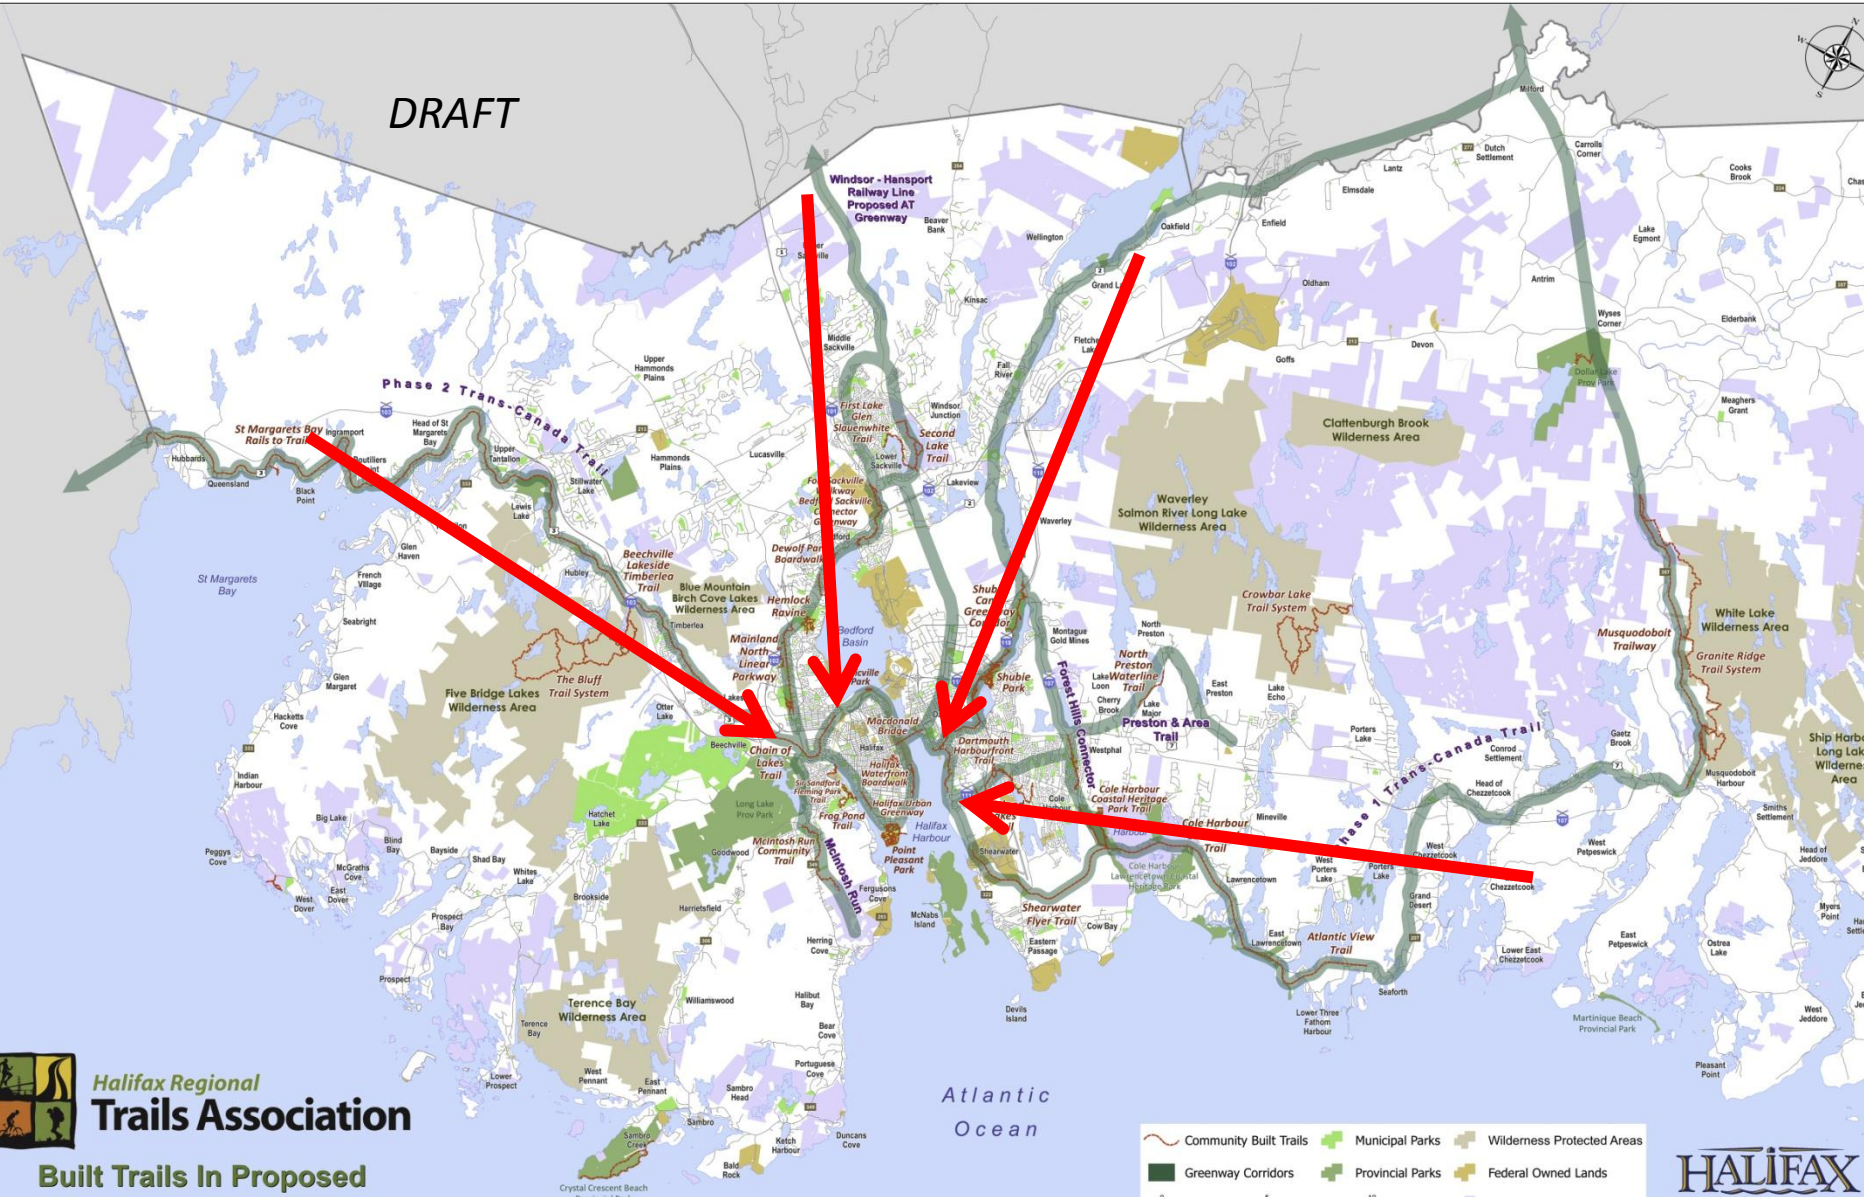 DRAFT
Windsor - Hansport
Railway Line
Proposed AT
Greenway
Beaver
Bank
Wellington
Oakfield
Enfield
Elmsdale
Lantz
Dutch
Settlement
Milford
Carrolls
Corner
Cooks
Brook
Lake
Egmont
Antrim
Wyses
Corner
Elderbank
Meaghers
Grant
Oldham
Goffs
Devon
Dollar Lake
Prov Park
Kinsac
Middle
Sackville
Fall
River
Windsor
Junction
Lakeview
Waverley
Upper
Hammonds
Plains
Phase 2 Trans-Canada Trail
St Margarets Bay
Rails to Trails
Ingramport
Head of St
Margarets
Bay
Upper
Tantallon
Hubbards
Queensland
Black
Point
Stillwater
Lake
Hammonds
Plains
Lucasville
Lewis
Lake
First Lake
Glen
Slauenwhite
Trail
Second
Lake
Trail
Lower
Sackville
Bedford Sackville
Connector
Greenway
Clattenburgh Brook
Wilderness Area
Waverley
Salmon River Long Lake
Wilderness Area
Glen
Haven
French
Village
St Margarets
Bay
Seabright
Glen
Margaret
Hacketts
Cove
Indian
Harbour
Hubley
Beechville
Lakeside
Timberlea
Trail
Timberlea
Blue Mountain
Birch Cove Lakes
Wilderness Area
Dewolf Park
Boardwalk
Hemlock
Ravine
Mainland
North
Linear
Parkway
Bedford
Basin
The Bluff
Trail System
Five Bridge Lakes
Wilderness Area
Otter
Lake
Beechville
Chain of
Lakes
Trail
Macdonald
Bridge
Halifax
Halifax
Waterfront
Boardwalk
Halifax Urban
Greenway
Sir Sandford
Fleming Park
Trail
Frog Pond
Trail
Long Lake
Prov Park
Shubie
Park
Dartmouth
Harbourfront
Trail
Montague
Gold Mines
North
Preston
North
Preston
Waterline
Trail
Lake
Loon
Cherry
Brook
Lake
Major
East
Preston
Preston & Area
Trail
Westphal
Forest Hills Connector
Lake
Echo
Crowbar Lake
Trail System
Porters
Lake
Conrod
Settlement
Gaetz
Brook
Head of
Chezzetcook
Musquodoboit
Trailway
White Lake
Wilderness Area
Granite Ridge
Trail System
Musquodoboit
Harbour
Smiths
Settlement
Head of
Jeddore
Cole Harbour
Coastal Heritage
Park Trail
Cole Harbour
Trail
Mineville
West
Porters
Lake
Porters
Lake
West
Chezzetcook
Chezzetcook
Grand
Desert
West
Petpeswick
East
Petpeswick
Lower East
Chezzetcook
Ostrea
Lake
Myers
Point
West
Jeddore
Pleasant
Point
Martinique Beach
Provincial Park
Hatchet
Lake
Goodwood
McIntosh Run
Community
Trail
McIntosh Run
Point
Pleasant
Park
Halifax
Harbour
Shearwater
Shearwater
Flyer Trail
Cow Bay
Eastern
Passage
McNabs
Island
Devils
Island
Fergusons
Cove
Herring
Cove
Lawrencetown
East
Lawrencetown
Atlantic View
Trail
Seaforth
Lower Three
Fathom
Harbour
Big Lake
Blind
Bay
Bayside
Shad Bay
Whites
Lake
Brookside
Harrietsfield
Peggys
Cove
McGraths
Cove
West
Dover
East
Dover
Prospect
Bay
Prospect
Terence Bay
Wilderness Area
Terence
Bay
Williamswood
Halibut
Bay
Bear
Cove
Portuguese
Cove
Duncans
Cove
Ketch
Harbour
Sambro
Head
Sambro
East
Pennant
West
Pennant
Lower
Prospect
Sambro
Creek
Bald
Rock
Crystal Crescent Beach
Atlantic
Ocean
Halifax Regional
Trails Association
Built Trails In Proposed
Community Built Trails
Municipal Parks
Wilderness Protected Areas
Greenway Corridors
Provincial Parks
Federal Owned Lands
HALIFAX